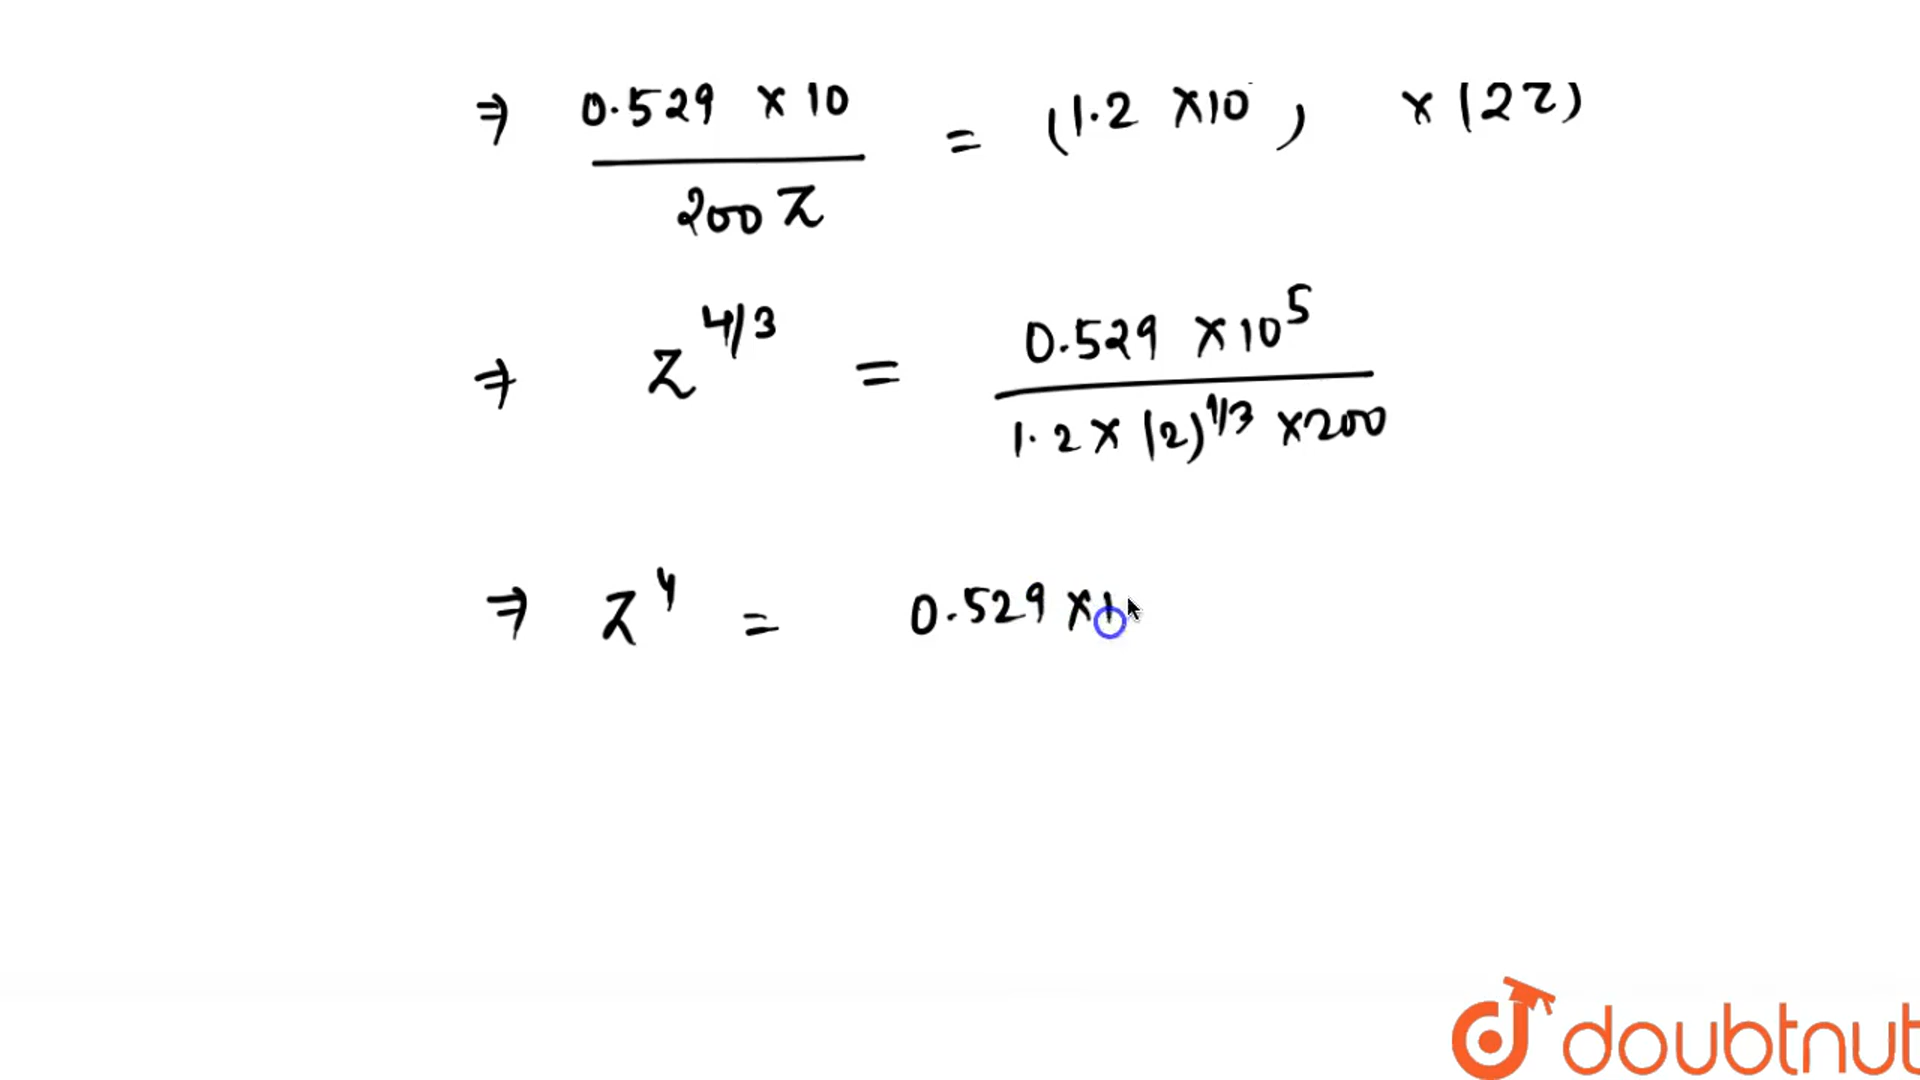 ⇒ 0.529 × 10 / 200 Z = (1.2 × 10 ) × (2Z)
⇒ Z^4/3 = 0.529 × 10^5 / 1.2 × (2)^1/3 × 200
⇒ Z^4 = 0.529 × 1
doubtnut